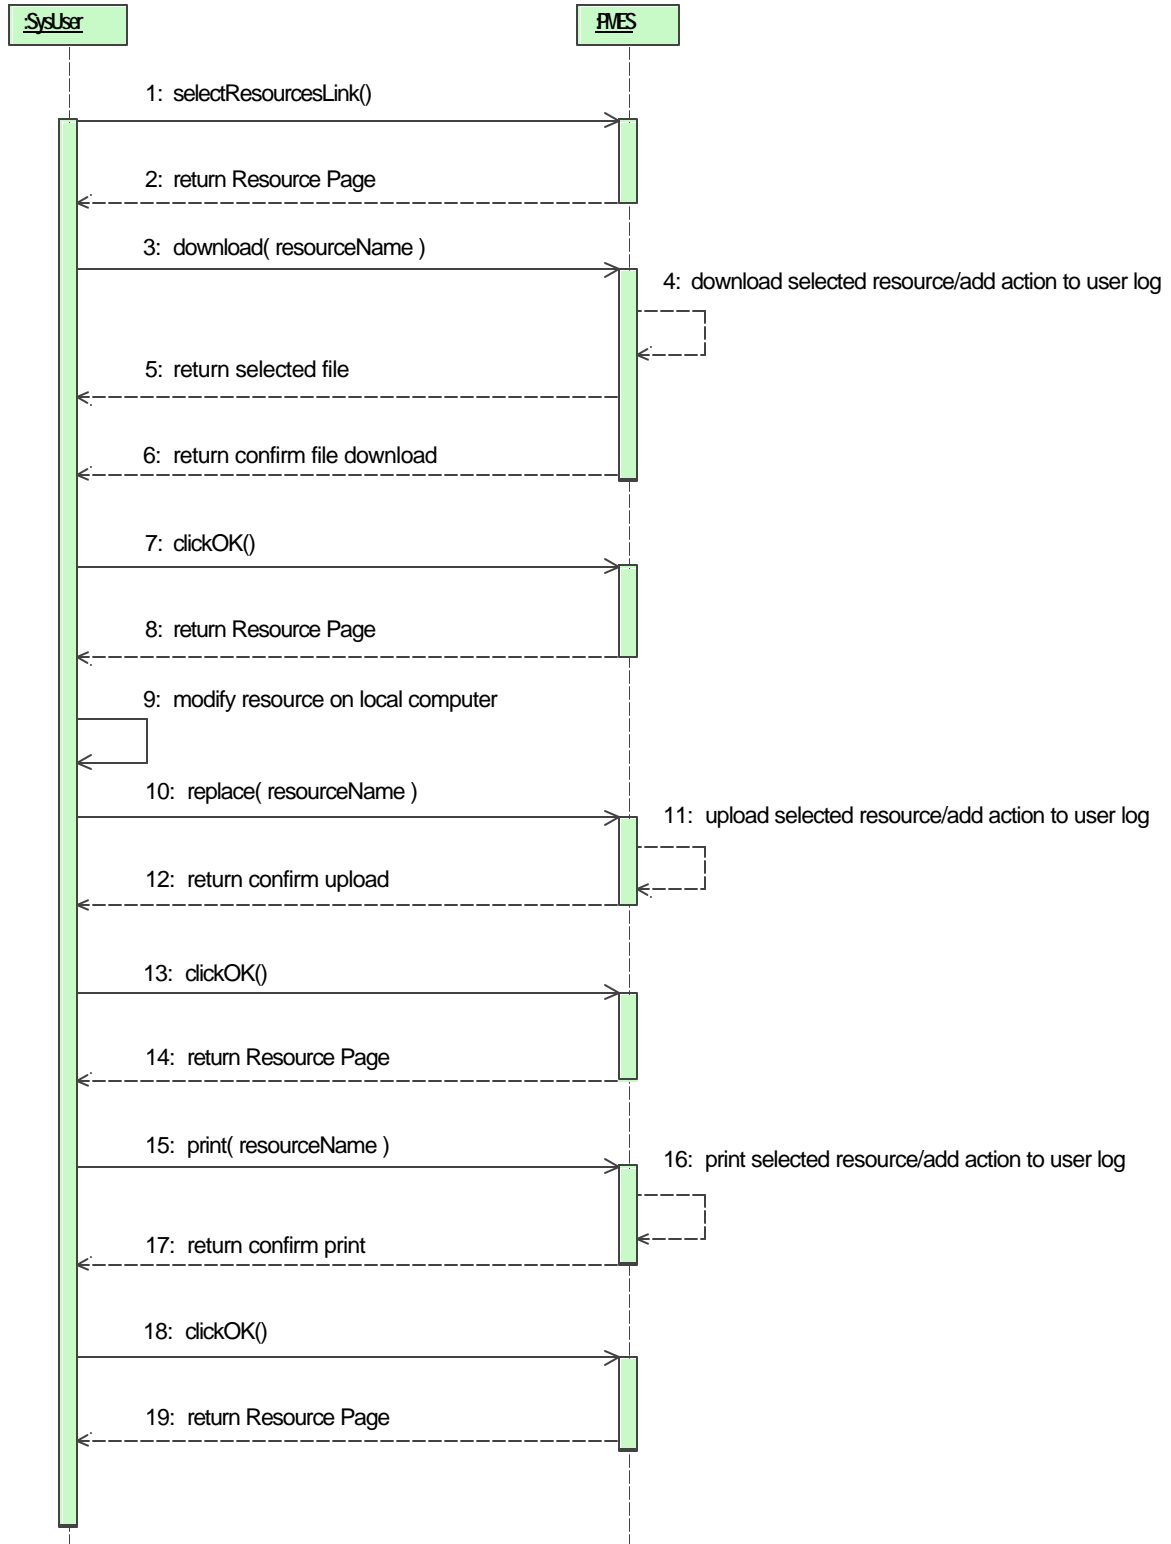 :SysUser
:PMES
1: selectResourcesLink()
2: return Resource Page
3: download( resourceName )
4: download selected resource/add action to user log
5: return selected file
6: return confirm file download
7: clickOK()
8: return Resource Page
9: modify resource on local computer
10: replace( resourceName )
11: upload selected resource/add action to user log
12: return confirm upload
13: clickOK()
14: return Resource Page
15: print( resourceName )
16: print selected resource/add action to user log
17: return confirm print
18: clickOK()
19: return Resource Page